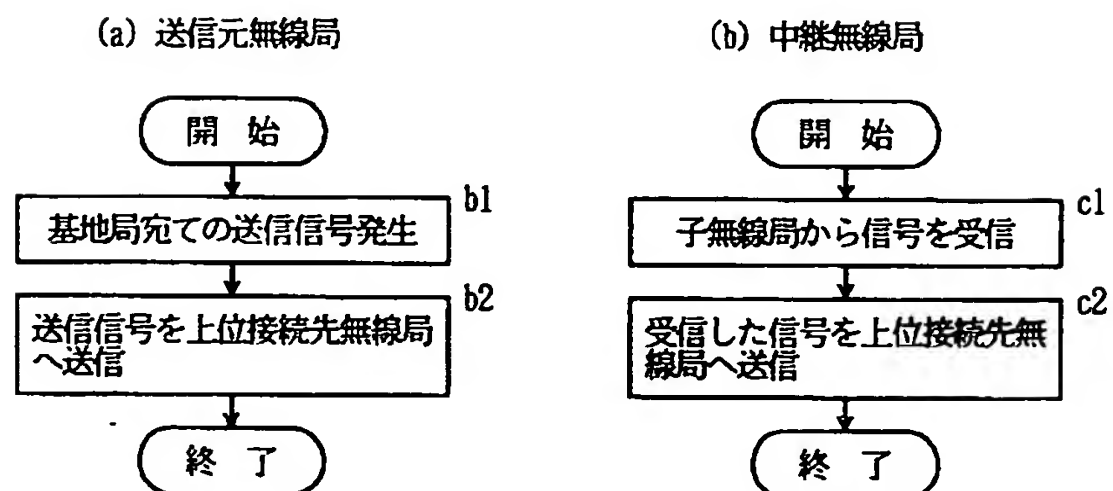 (a) 送信元無線局
開 始
b1
基地局宛ての送信信号発生
b2
送信信号を上位接続先無線局
へ送信
終 了
(b) 中継無線局
開 始
c1
子無線局から信号を受信
c2
受信した信号を上位接続先無
線局へ送信
終 了